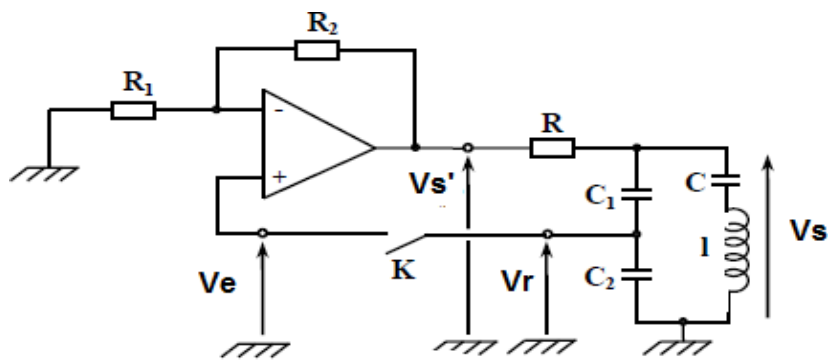 R₂
R₁
-
+
R
Vs'
C₁
C
Vs
l
K
Ve
Vr
C₂